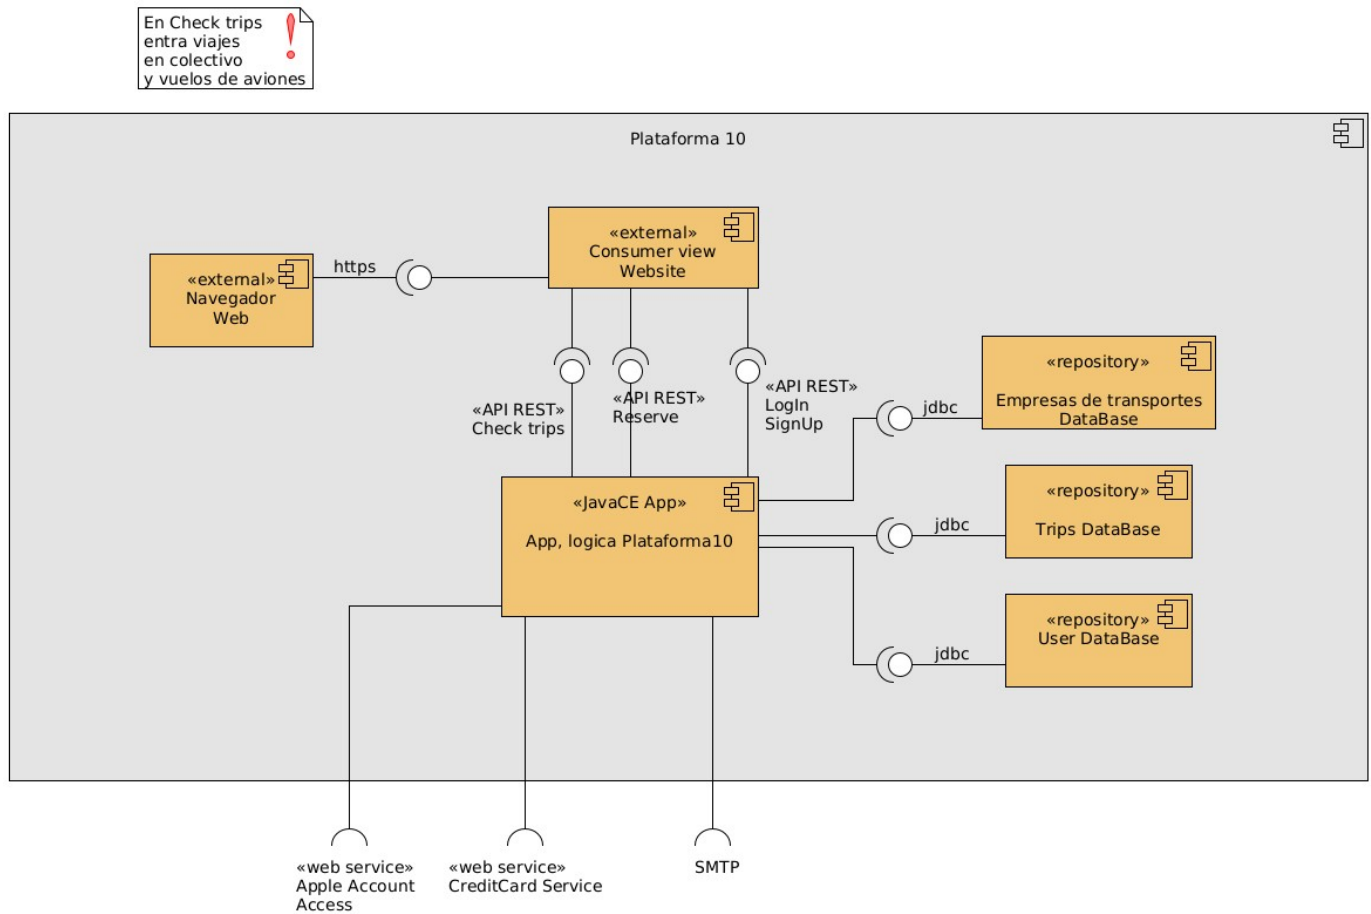 En Check trips
entra viajes
en colectivo
y vuelos de aviones
Plataforma 10
«external»
Consumer view
Website
«external»
Navegador
Web
https
«API REST»
Check trips
«API REST»
Reserve
«API REST»
LogIn
SignUp
«repository»
Empresas de transportes
DataBase
jdbc
«JavaCE App»
App, logica Plataforma10
«repository»
Trips DataBase
jdbc
«repository»
User DataBase
jdbc
«web service»
Apple Account
Access
«web service»
CreditCard Service
SMTP